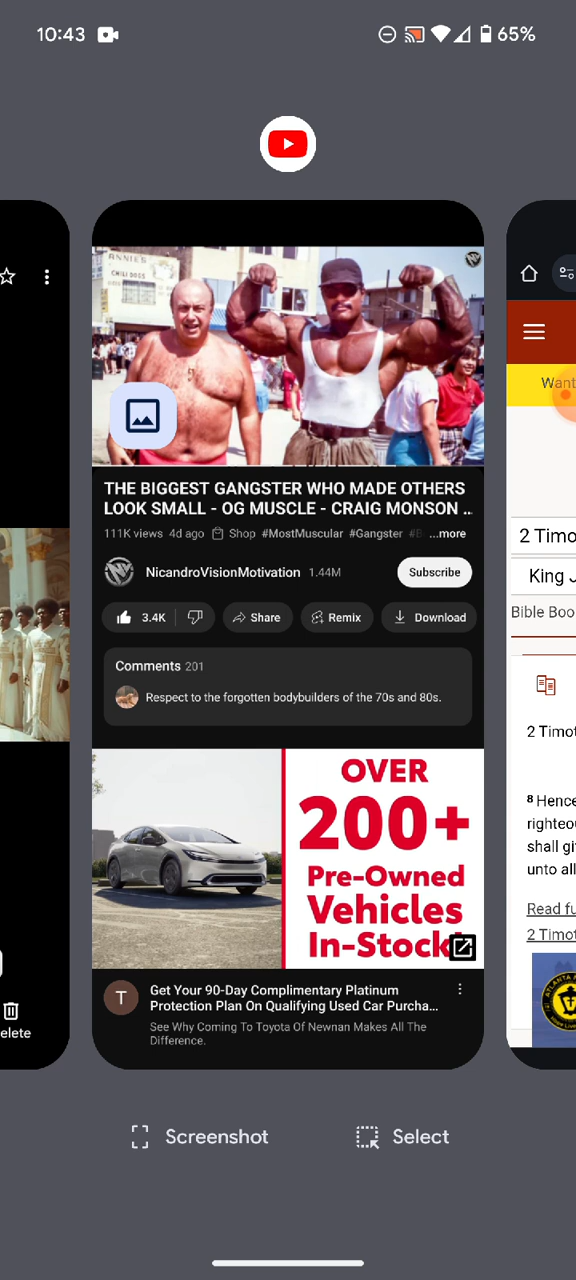 10:43
65%
ANNIE'S
CHILI DOGS
THE BIGGEST GANGSTER WHO MADE OTHERS
LOOK SMALL - OG MUSCLE - CRAIG MONSON ...
111K views 4d ago Shop #MostMuscular #Gangster #B ...more
NicandroVisionMotivation 1.44M
Subscribe
3.4K
Share
Remix
Download
Comments 201
Respect to the forgotten bodybuilders of the 70s and 80s.
OVER
200+
Pre-Owned
Vehicles
In-Stock
T
Get Your 90-Day Complimentary Platinum
Protection Plan On Qualifying Used Car Purcha...
See Why Coming To Toyota Of Newnan Makes All The
Difference.
elete
Want
2 Timo
King J
Bible Boo
2 Timot
8 Hence
righteou
shall gi
unto all
Read fu
2 Timot
ATLANTA
Screenshot
Select